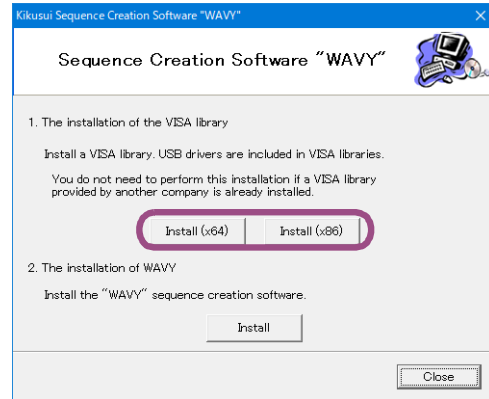 Kikusui Sequence Creation Software "WAVY"
Sequence Creation Software "WAVY"
1. The installation of the VISA library
Install a VISA library. USB drivers are included in VISA libraries.
You do not need to perform this installation if a VISA library
provided by another company is already installed.
Install (x64) Install (x86)
2. The installation of WAVY
Install the "WAVY" sequence creation software.
Install
Close